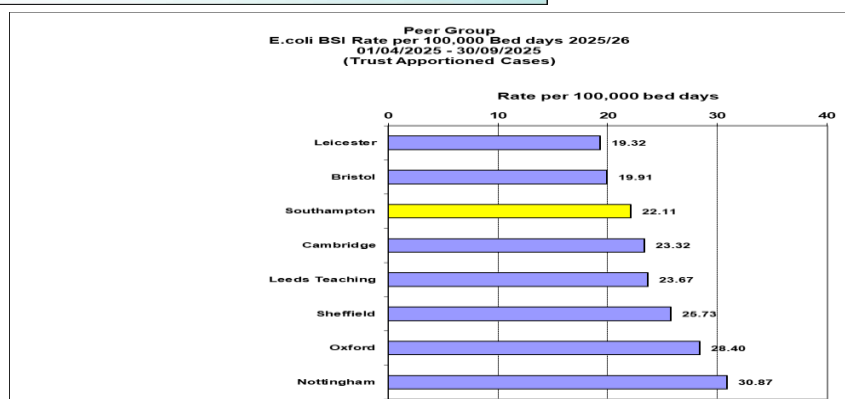 Peer Group
E.coli BSI Rate per 100,000 Bed days 2025/26
01/04/2025 - 30/09/2025
(Trust Apportioned Cases)
Rate per 100,000 bed days
0 10 20 30 40
Leicester 19.32
Bristol 19.91
Southampton 22.11
Cambridge 23.32
Leeds Teaching 23.67
Sheffield 25.73
Oxford 28.40
Nottingham 30.87